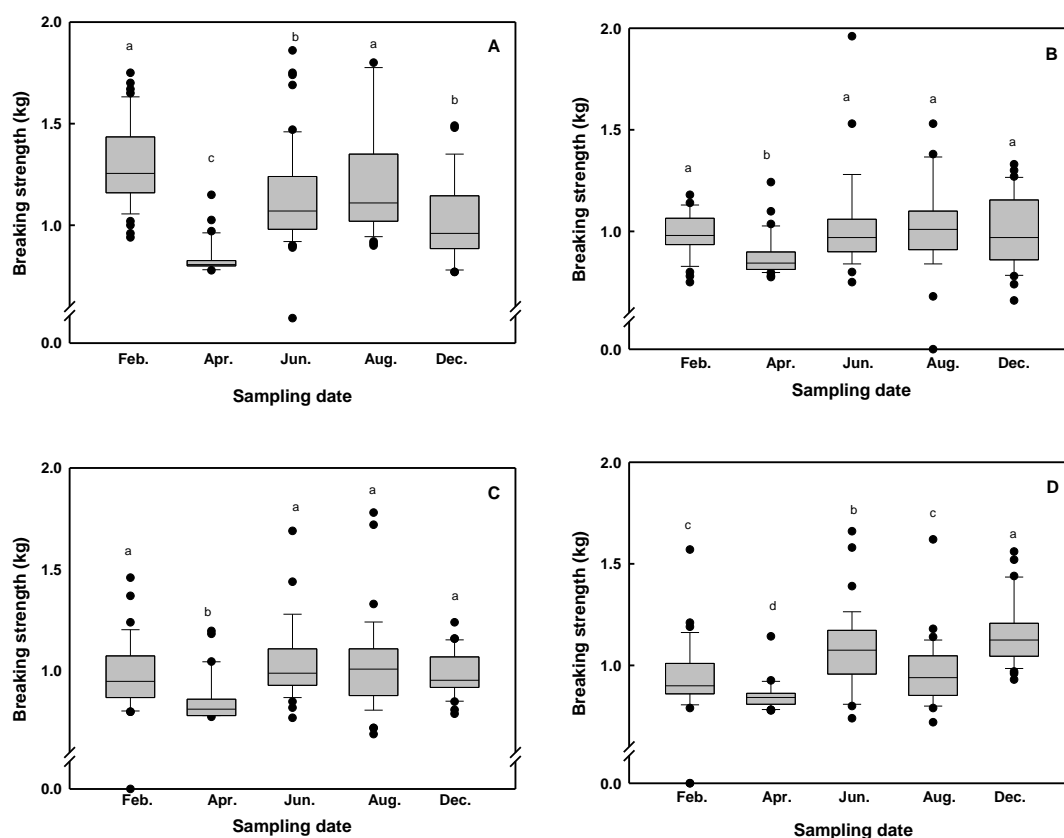 2.0
1.5
1.0
0.0
Breaking strength (kg)
A
a
c
b
a
b
Feb. Apr. Jun. Aug. Dec.
Sampling date
2.0
1.5
1.0
0.0
Breaking strength (kg)
B
a
b
a
a
a
Feb. Apr. Jun. Aug. Dec.
Sampling date
2.0
1.5
1.0
0.0
Breaking strength (kg)
C
a
b
a
a
a
Feb. Apr. Jun. Aug. Dec.
Sampling date
2.0
1.5
1.0
0.0
Breaking strength (kg)
D
c
d
b
c
a
Feb. Apr. Jun. Aug. Dec.
Sampling date